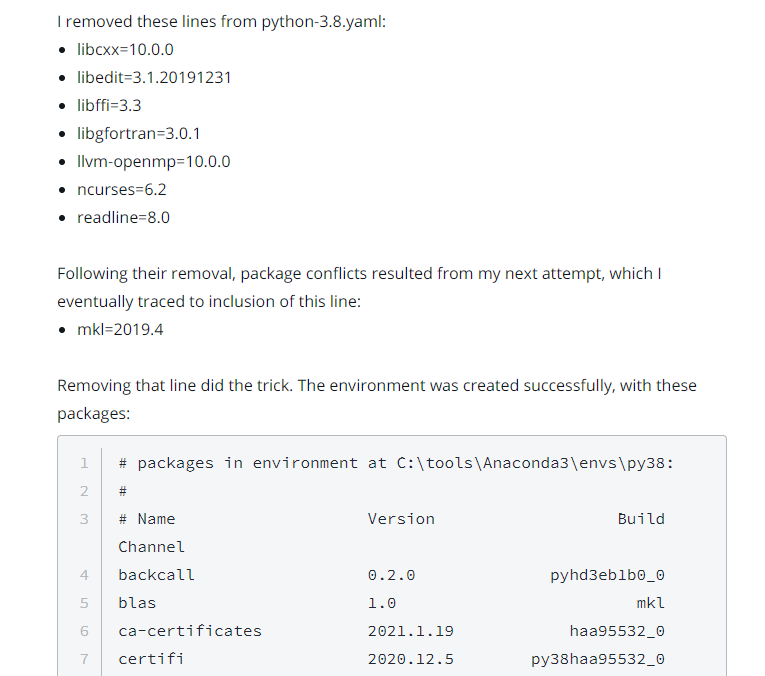 I removed these lines from python-3.8.yaml:
• libcxx=10.0.0
• libedit=3.1.20191231
• libffi=3.3
• libgfortran=3.0.1
• llvm-openmp=10.0.0
• ncurses=6.2
• readline=8.0
Following their removal, package conflicts resulted from my next attempt, which I
eventually traced to inclusion of this line:
• mkl=2019.4
Removing that line did the trick. The environment was created successfully, with these
packages:
1 # packages in environment at C:\tools\Anaconda3\envs\py38:
2 #
3 # Name Version Build
Channel
4 backcall 0.2.0 pyhd3eb1b0_0
5 blas 1.0 mkl
6 ca-certificates 2021.1.19 haa95532_0
7 certifi 2020.12.5 py38haa95532_0